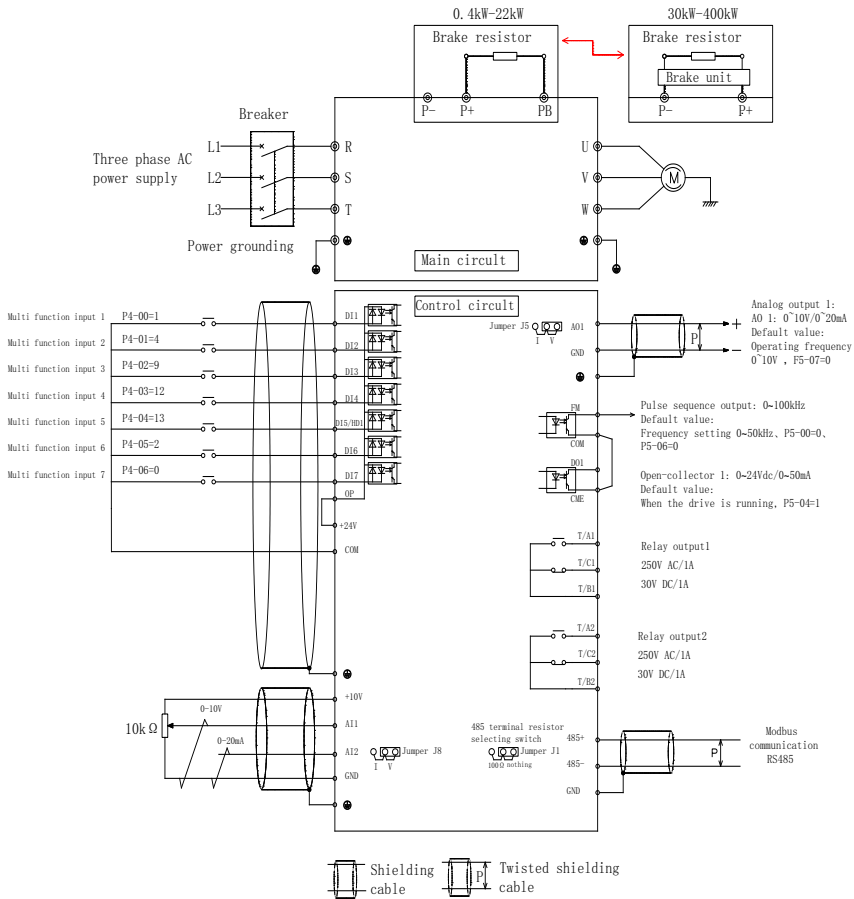 0.4kW-22kW
30kW-400kW
Brake resistor
Brake resistor
Brake unit
P-
P+
PB
P-
P+
Breaker
Three phase AC
power supply
L1
L2
L3
R
S
T
U
V
W
M
Power grounding
Main circuit
Control circuit
Multi function input 1
P4-00=1
DI1
Multi function input 2
P4-01=4
DI2
Multi function input 3
P4-02=9
DI3
Multi function input 4
P4-03=12
DI4
Multi function input 5
P4-04=13
DI5/HDI
Multi function input 6
P4-05=2
DI6
Multi function input 7
P4-06=0
DI7
OP
+24V
COM
Jumper J5
I V
AO1
GND
P
+
-
Analog output 1:
AO 1: 0~10V/0~20mA
Default value:
Operating frequency
0~10V , F5-07=0
FM
COM
Pulse sequence output: 0~100kHz
Default value:
Frequency setting 0~50kHz、P5-00=0、
P5-06=0
DO1
CME
Open-collector 1: 0~24Vdc/0~50mA
Default value:
When the drive is running, P5-04=1
T/A1
T/C1
T/B1
Relay output1
250V AC/1A
30V DC/1A
T/A2
T/C2
T/B2
Relay output2
250V AC/1A
30V DC/1A
+10V
0-10V
10kΩ
AI1
0-20mA
AI2
GND
Jumper J8
I V
485 terminal resistor
selecting switch
Jumper J1
100Ω nothing
485+
485-
GND
P
Modbus
communication
RS485
Shielding
cable
P
Twisted shielding
cable